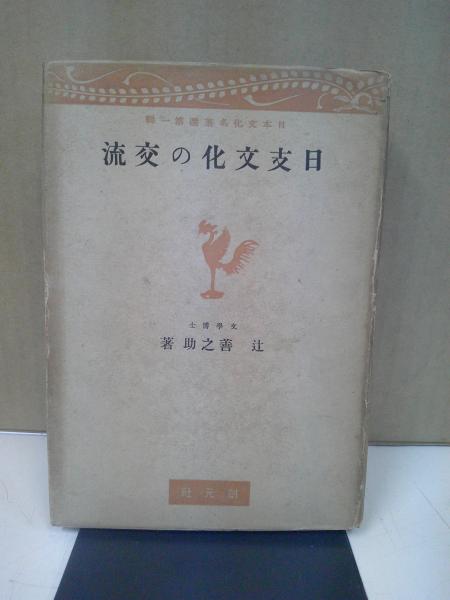 日本文化名著選第一輯
日支文化の交流
文學博士
辻善之助著
創元社